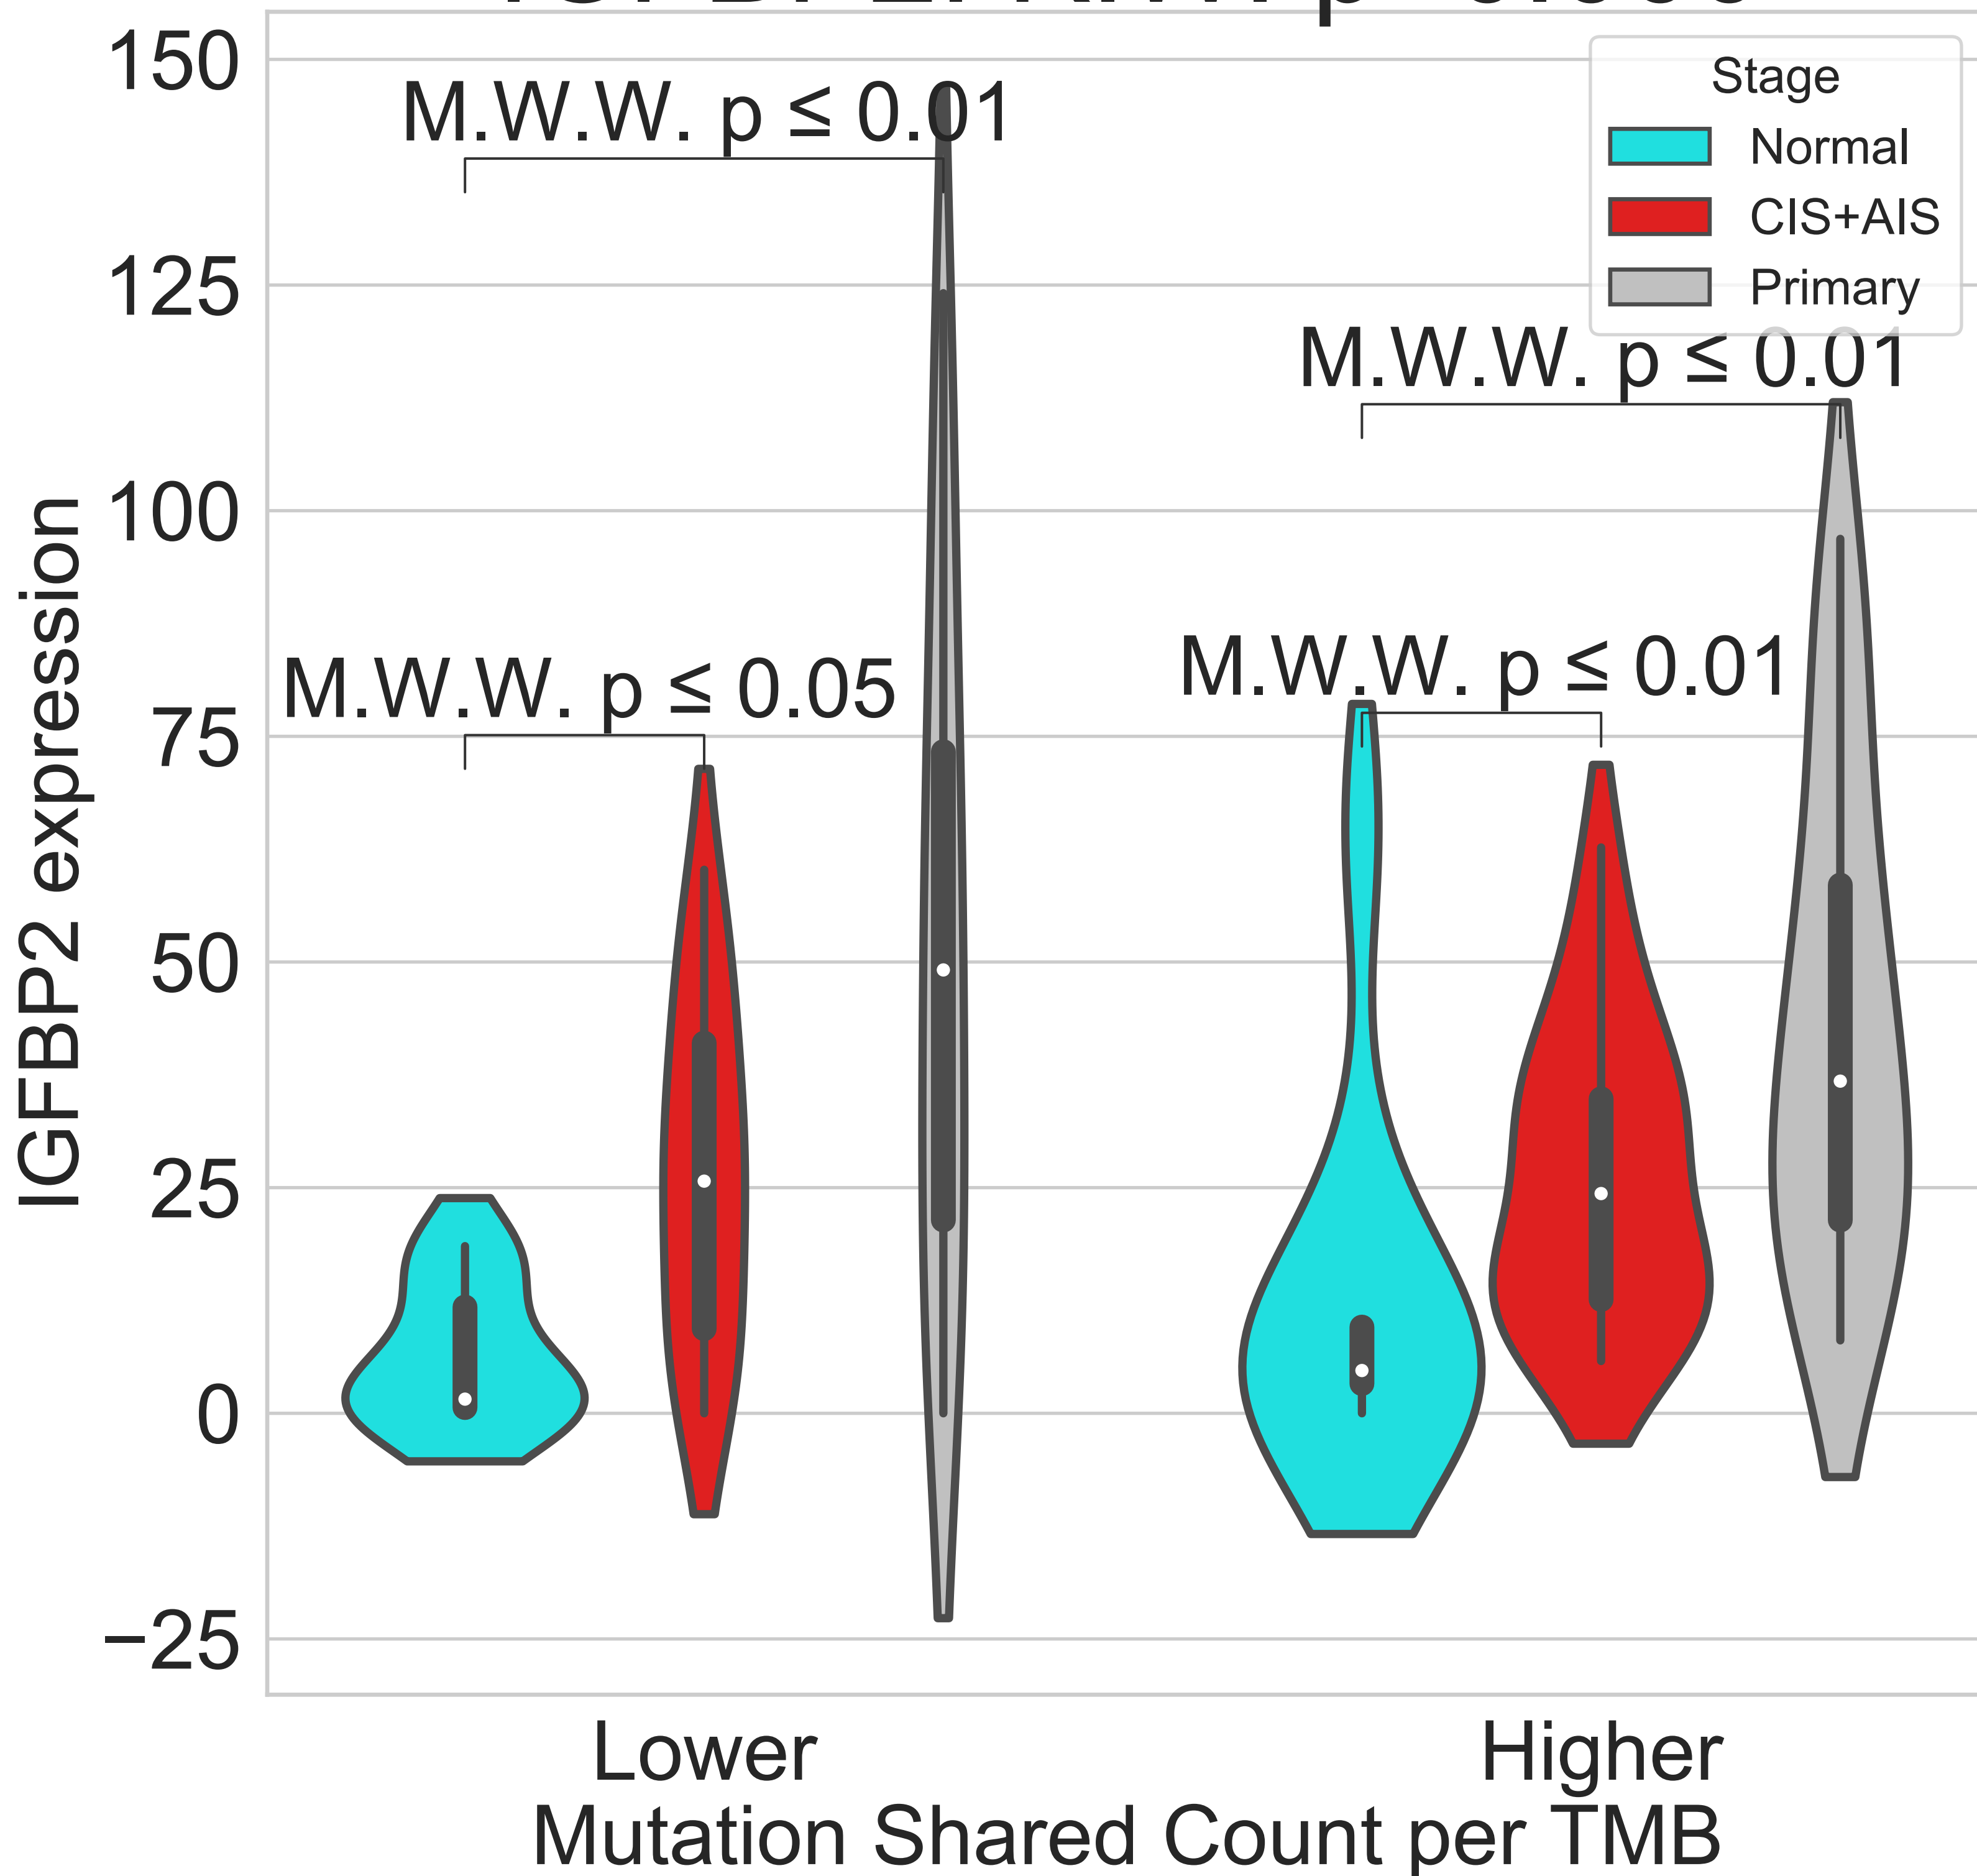 150
M.W.W. p ≤ 0.01
Stage
Normal
CIS+AIS
Primary
125
M.W.W. p ≤ 0.01
100
M.W.W. p ≤ 0.05
M.W.W. p ≤ 0.01
75
50
25
0
−25
IGFBP2 expression
Lower
Higher
Mutation Shared Count per TMB